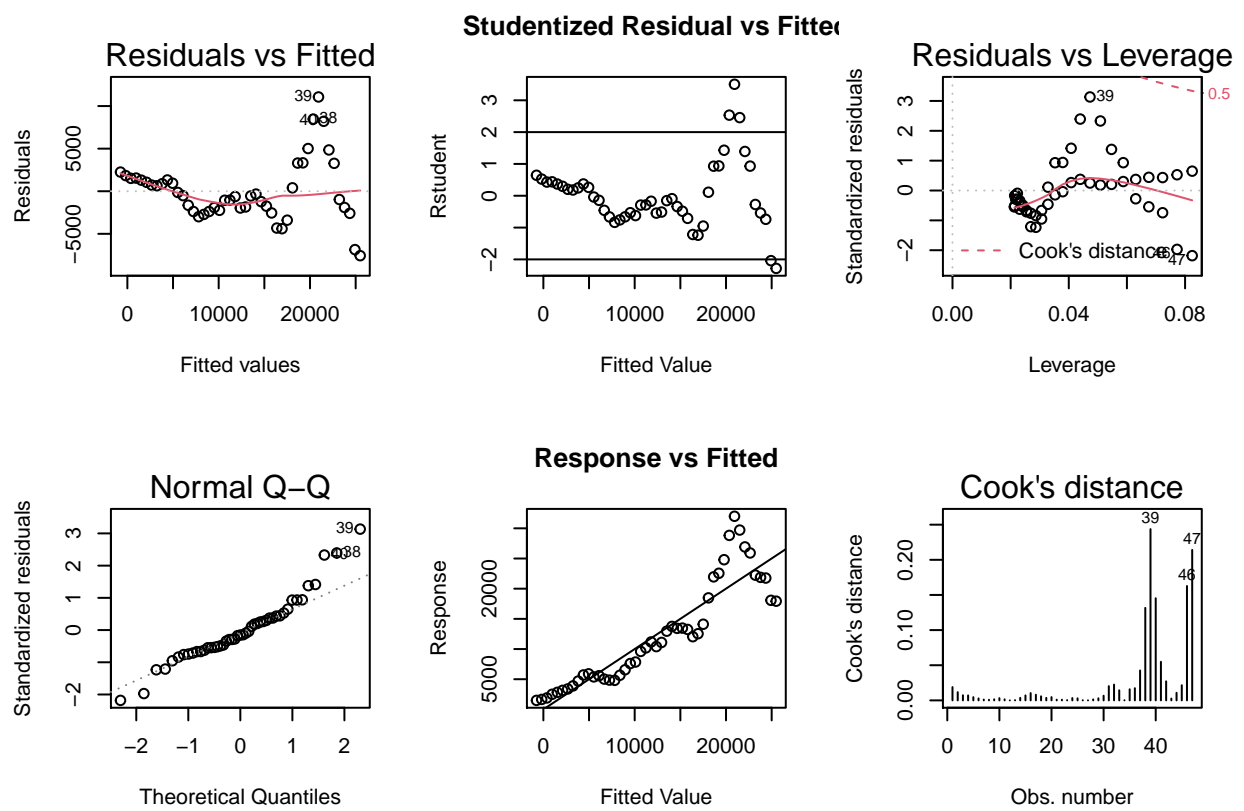 Residuals vs Fitted
Residuals
5000
−5000
39
38
0
10000
20000
Fitted values
Studentized Residual vs Fitte
Rstudent
3
2
1
0
−2
0
10000
20000
Fitted Value
Residuals vs Leverage
Standardized residuals
3
1
0
−2
39
0.5
Cook's distance
46
47
0.00
0.04
0.08
Leverage
Normal Q−Q
Standardized residuals
3
2
1
0
−2
39
38
−2
−1
0
1
2
Theoretical Quantiles
Response vs Fitted
Response
20000
5000
0
10000
20000
Fitted Value
Cook's distance
Cook's distance
0.20
0.10
0.00
39
47
46
0
10
20
30
40
Obs. number